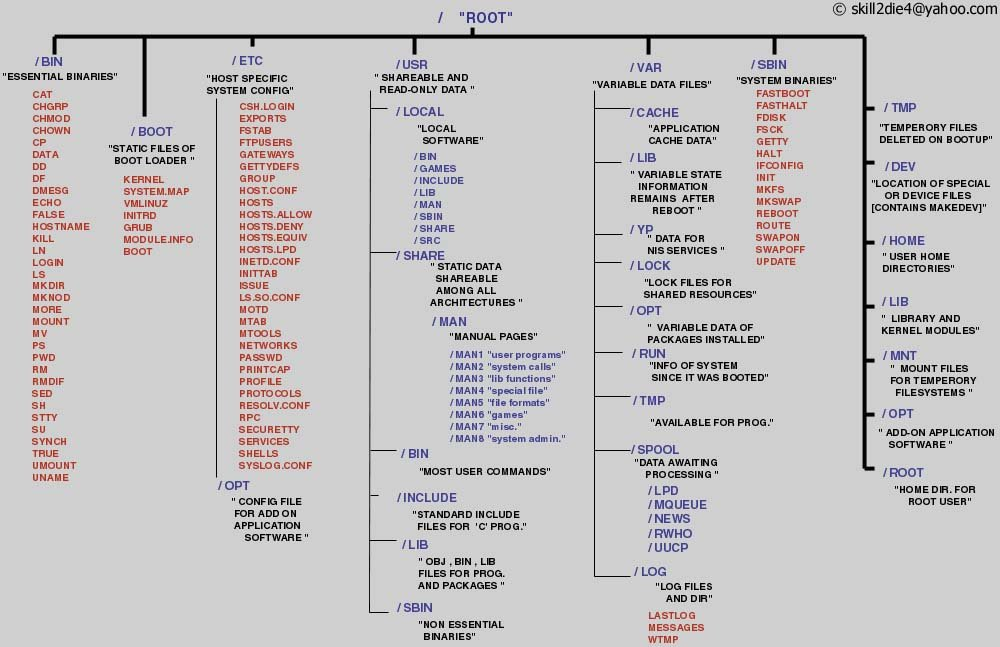 © skill2die4@yahoo.com
/ "ROOT"
/BIN
"ESSENTIAL BINARIES"
CAT
CHGRP
CHMOD
CHOWN
CP
DATA
DD
DF
DMESG
ECHO
FALSE
HOSTNAME
KILL
LN
LOGIN
LS
MKDIR
MKNOD
MORE
MOUNT
MV
PS
PWD
RM
RMDIF
SED
SH
STTY
SU
SYNCH
TRUE
UMOUNT
UNAME
/BOOT
"STATIC FILES OF
BOOT LOADER "
KERNEL
SYSTEM.MAP
VMLINUZ
INITRD
GRUB
MODULE.INFO
BOOT
/ETC
"HOST SPECIFIC
SYSTEM CONFIG"
CSH.LOGIN
EXPORTS
FSTAB
FTPUSERS
GATEWAYS
GETTYDEFS
GROUP
HOST.CONF
HOSTS
HOSTS.ALLOW
HOSTS.DENY
HOSTS.EQUIV
HOSTS.LPD
INETD.CONF
INITTAB
ISSUE
LS.SO.CONF
MOTD
MTAB
MTOOLS
NETWORKS
PASSWD
PRINTCAP
PROFILE
PROTOCOLS
RESOLV.CONF
RPC
SECURETTY
SERVICES
SHELLS
SYSLOG.CONF
/OPT
" CONFIG FILE
FOR ADD ON
APPLICATION
SOFTWARE "
/USR
" SHAREABLE AND
READ-ONLY DATA "
/LOCAL
"LOCAL
SOFTWARE"
/BIN
/GAMES
/INCLUDE
/LIB
/MAN
/SBIN
/SHARE
/SRC
/SHARE
" STATIC DATA
SHAREABLE
AMONG ALL
ARCHITECTURES "
/MAN
"MANUAL PAGES"
/MAN1 "user programs"
/MAN2 "system calls"
/MAN3 "lib functions"
/MAN4 "special file"
/MAN5 "file formats"
/MAN6 "games"
/MAN7 "misc."
/MAN8 "system admin."
/BIN
"MOST USER COMMANDS"
/INCLUDE
"STANDARD INCLUDE
FILES FOR 'C' PROG."
/LIB
" OBJ , BIN , LIB
FILES FOR PROG.
AND PACKAGES "
/SBIN
"NON ESSENTIAL
BINARIES"
/VAR
"VARIABLE DATA FILES"
/CACHE
"APPLICATION
CACHE DATA"
/LIB
" VARIABLE STATE
INFORMATION
REMAINS AFTER
REBOOT "
/YP
" DATA FOR
NIS SERVICES "
/LOCK
"LOCK FILES FOR
SHARED RESOURCES"
/OPT
" VARIABLE DATA OF
PACKAGES INSTALLED"
/RUN
"INFO OF SYSTEM
SINCE IT WAS BOOTED"
/TMP
"AVAILABLE FOR PROG."
/SPOOL
"DATA AWAITING
PROCESSING "
/LPD
/MQUEUE
/NEWS
/RWHO
/UUCP
/LOG
"LOG FILES
AND DIR"
LASTLOG
MESSAGES
WTMP
/SBIN
"SYSTEM BINARIES"
FASTBOOT
FASTHALT
FDISK
FSCK
GETTY
HALT
IFCONFIG
INIT
MKFS
MKSWAP
REBOOT
ROUTE
SWAPON
SWAPOFF
UPDATE
/TMP
"TEMPERORY FILES
DELETED ON BOOTUP"
/DEV
"LOCATION OF SPECIAL
OR DEVICE FILES
[CONTAINS MAKEDEV]"
/HOME
" USER HOME
DIRECTORIES"
/LIB
" LIBRARY AND
KERNEL MODULES"
/MNT
" MOUNT FILES
FOR TEMPERORY
FILESYSTEMS "
/OPT
" ADD-ON APPLICATION
SOFTWARE "
/ROOT
"HOME DIR. FOR
ROOT USER"